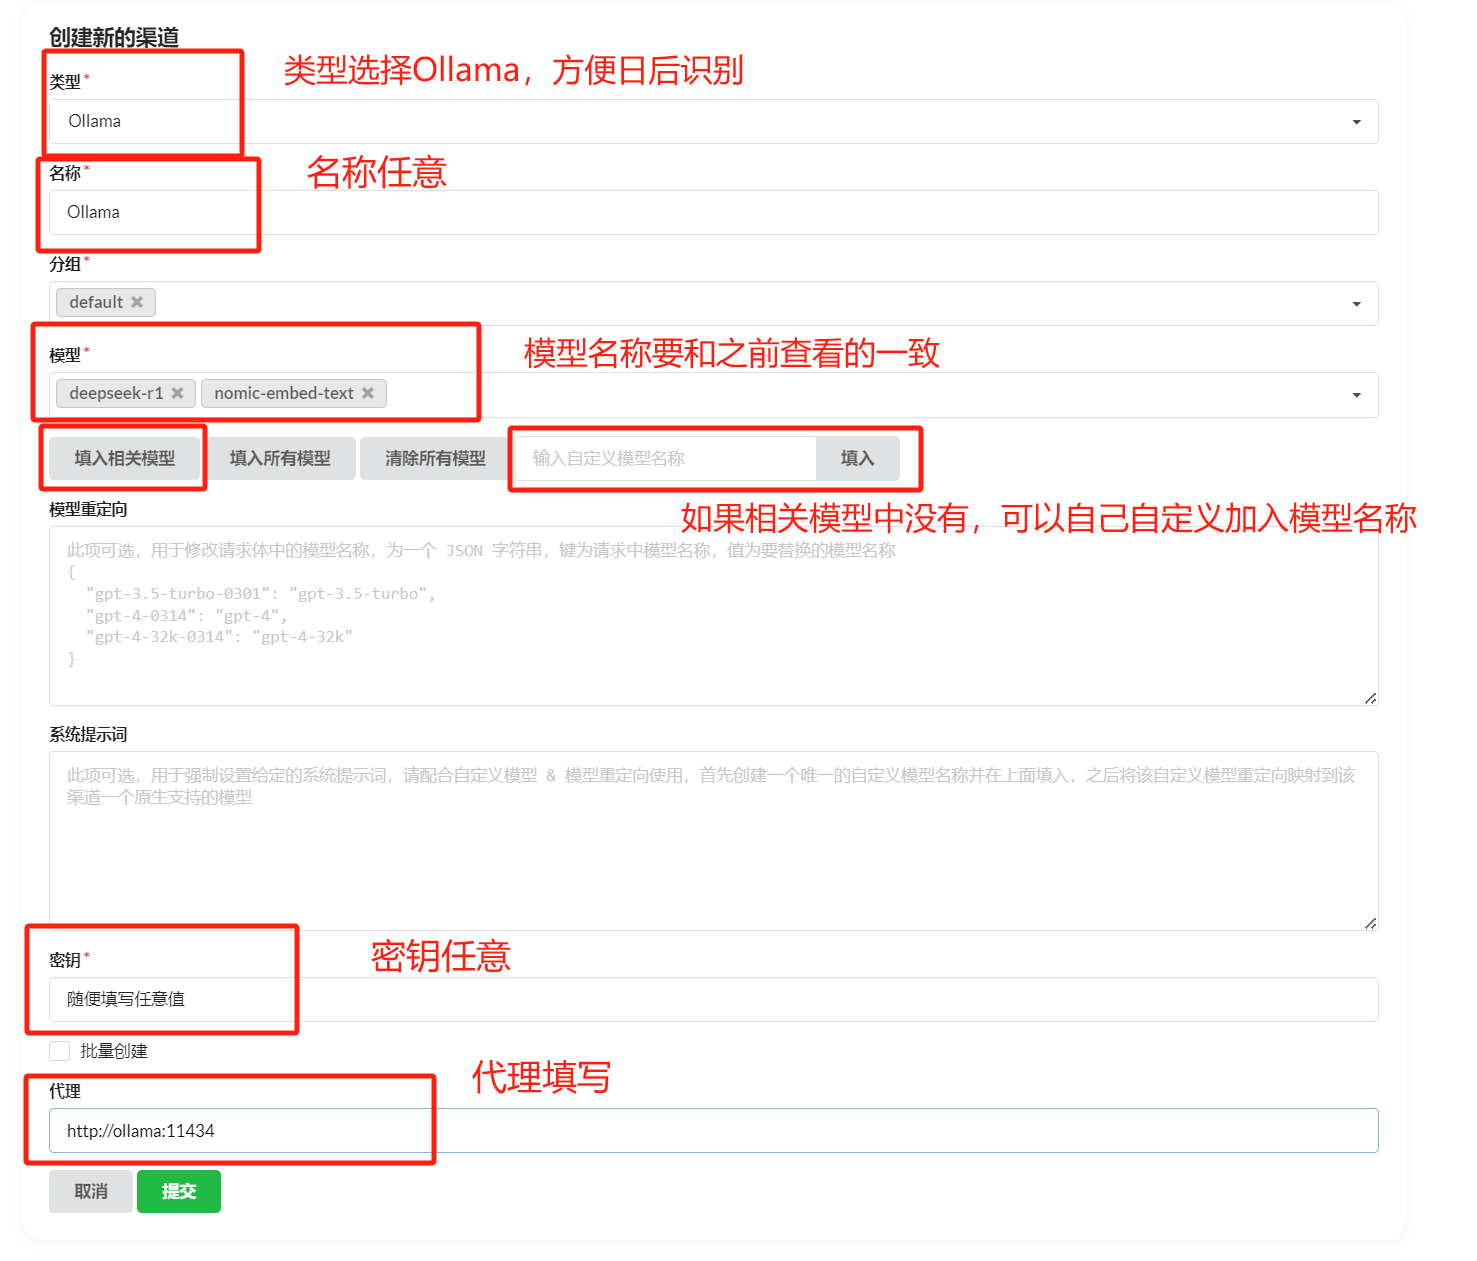 创建新的渠道
类型*
类型选择Ollama，方便日后识别
Ollama
名称*
名称任意
Ollama
分组*
default
模型*
模型名称要和之前查看的一致
deepseek-r1 nomic-embed-text
填入相关模型 填入所有模型 清除所有模型 输入自定义模型名称 填入
模型重定向
如果相关模型中没有，可以自己自定义加入模型名称
此项可选，用于修改请求体中的模型名称，为一个 JSON 字符串，键为请求中模型名称，值为要替换的模型名称
{
"gpt-3.5-turbo-0301": "gpt-3.5-turbo",
"gpt-4-0314": "gpt-4",
"gpt-4-32k-0314": "gpt-4-32k"
}
系统提示词
此项可选，用于强制设置给定的系统提示词，请配合自定义模型 & 模型重定向使用，首先创建一个唯一的自定义模型名称并在上面填入，之后将该自定义模型重定向映射到该
渠道一个原生支持的模型
密钥*
密钥任意
随便填写任意值
批量创建
代理
代理填写
http://ollama:11434
取消 提交